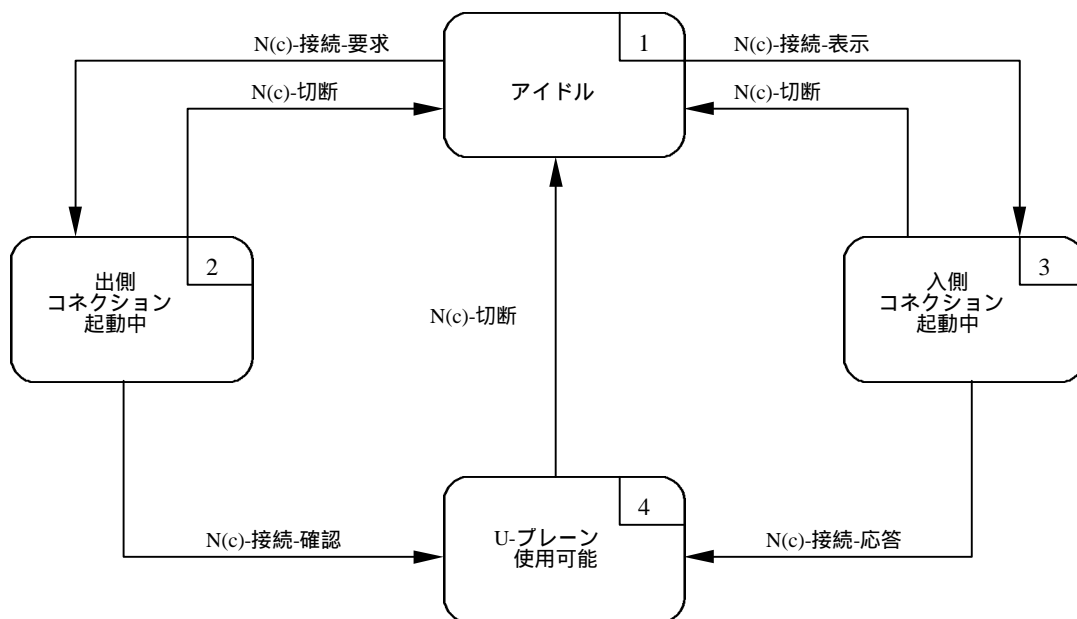 N(c)-接続-要求
1
N(c)-接続-表示
アイドル
N(c)-切断
N(c)-切断
2
出側
コネクション
起動中
3
入側
コネクション
起動中
N(c)-切断
4
U-プレーン
使用可能
N(c)-接続-確認
N(c)-接続-応答